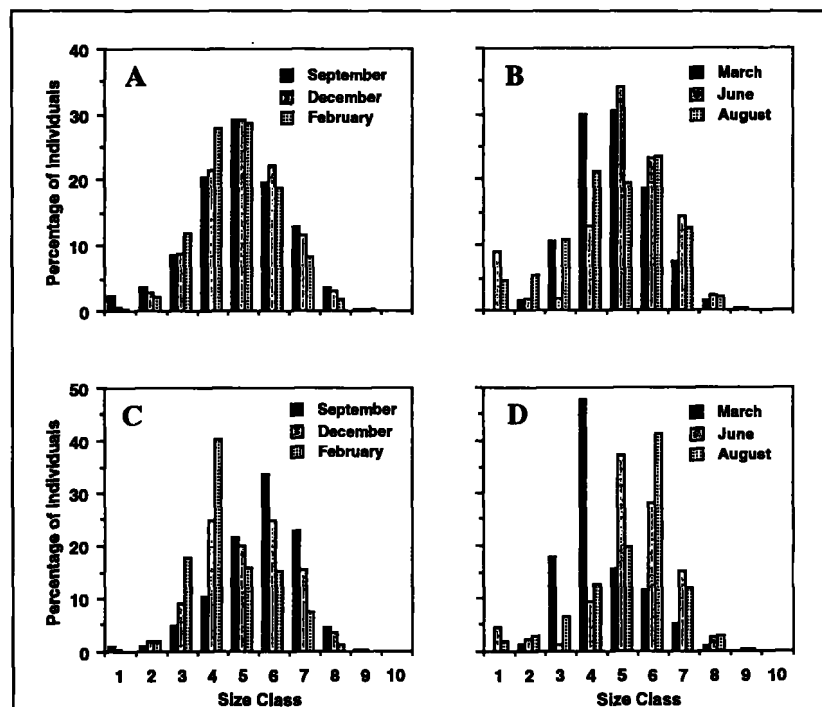 A
September
December
February
Percentage of Individuals
40
30
20
10
0
B
March
June
August
C
September
December
February
Percentage of Individuals
50
40
30
20
10
0
1 2 3 4 5 6 7 8 9 10
Size Class
D
March
June
August
1 2 3 4 5 6 7 8 9 10
Size Class